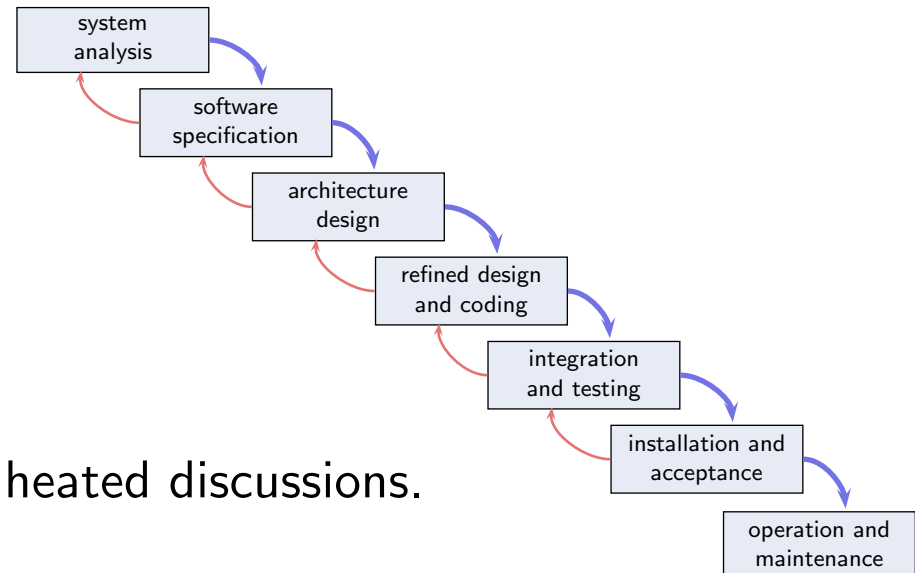 system
analysis
software
specification
architecture
design
refined design
and coding
integration
and testing
installation and
acceptance
heated discussions.
operation and
maintenance